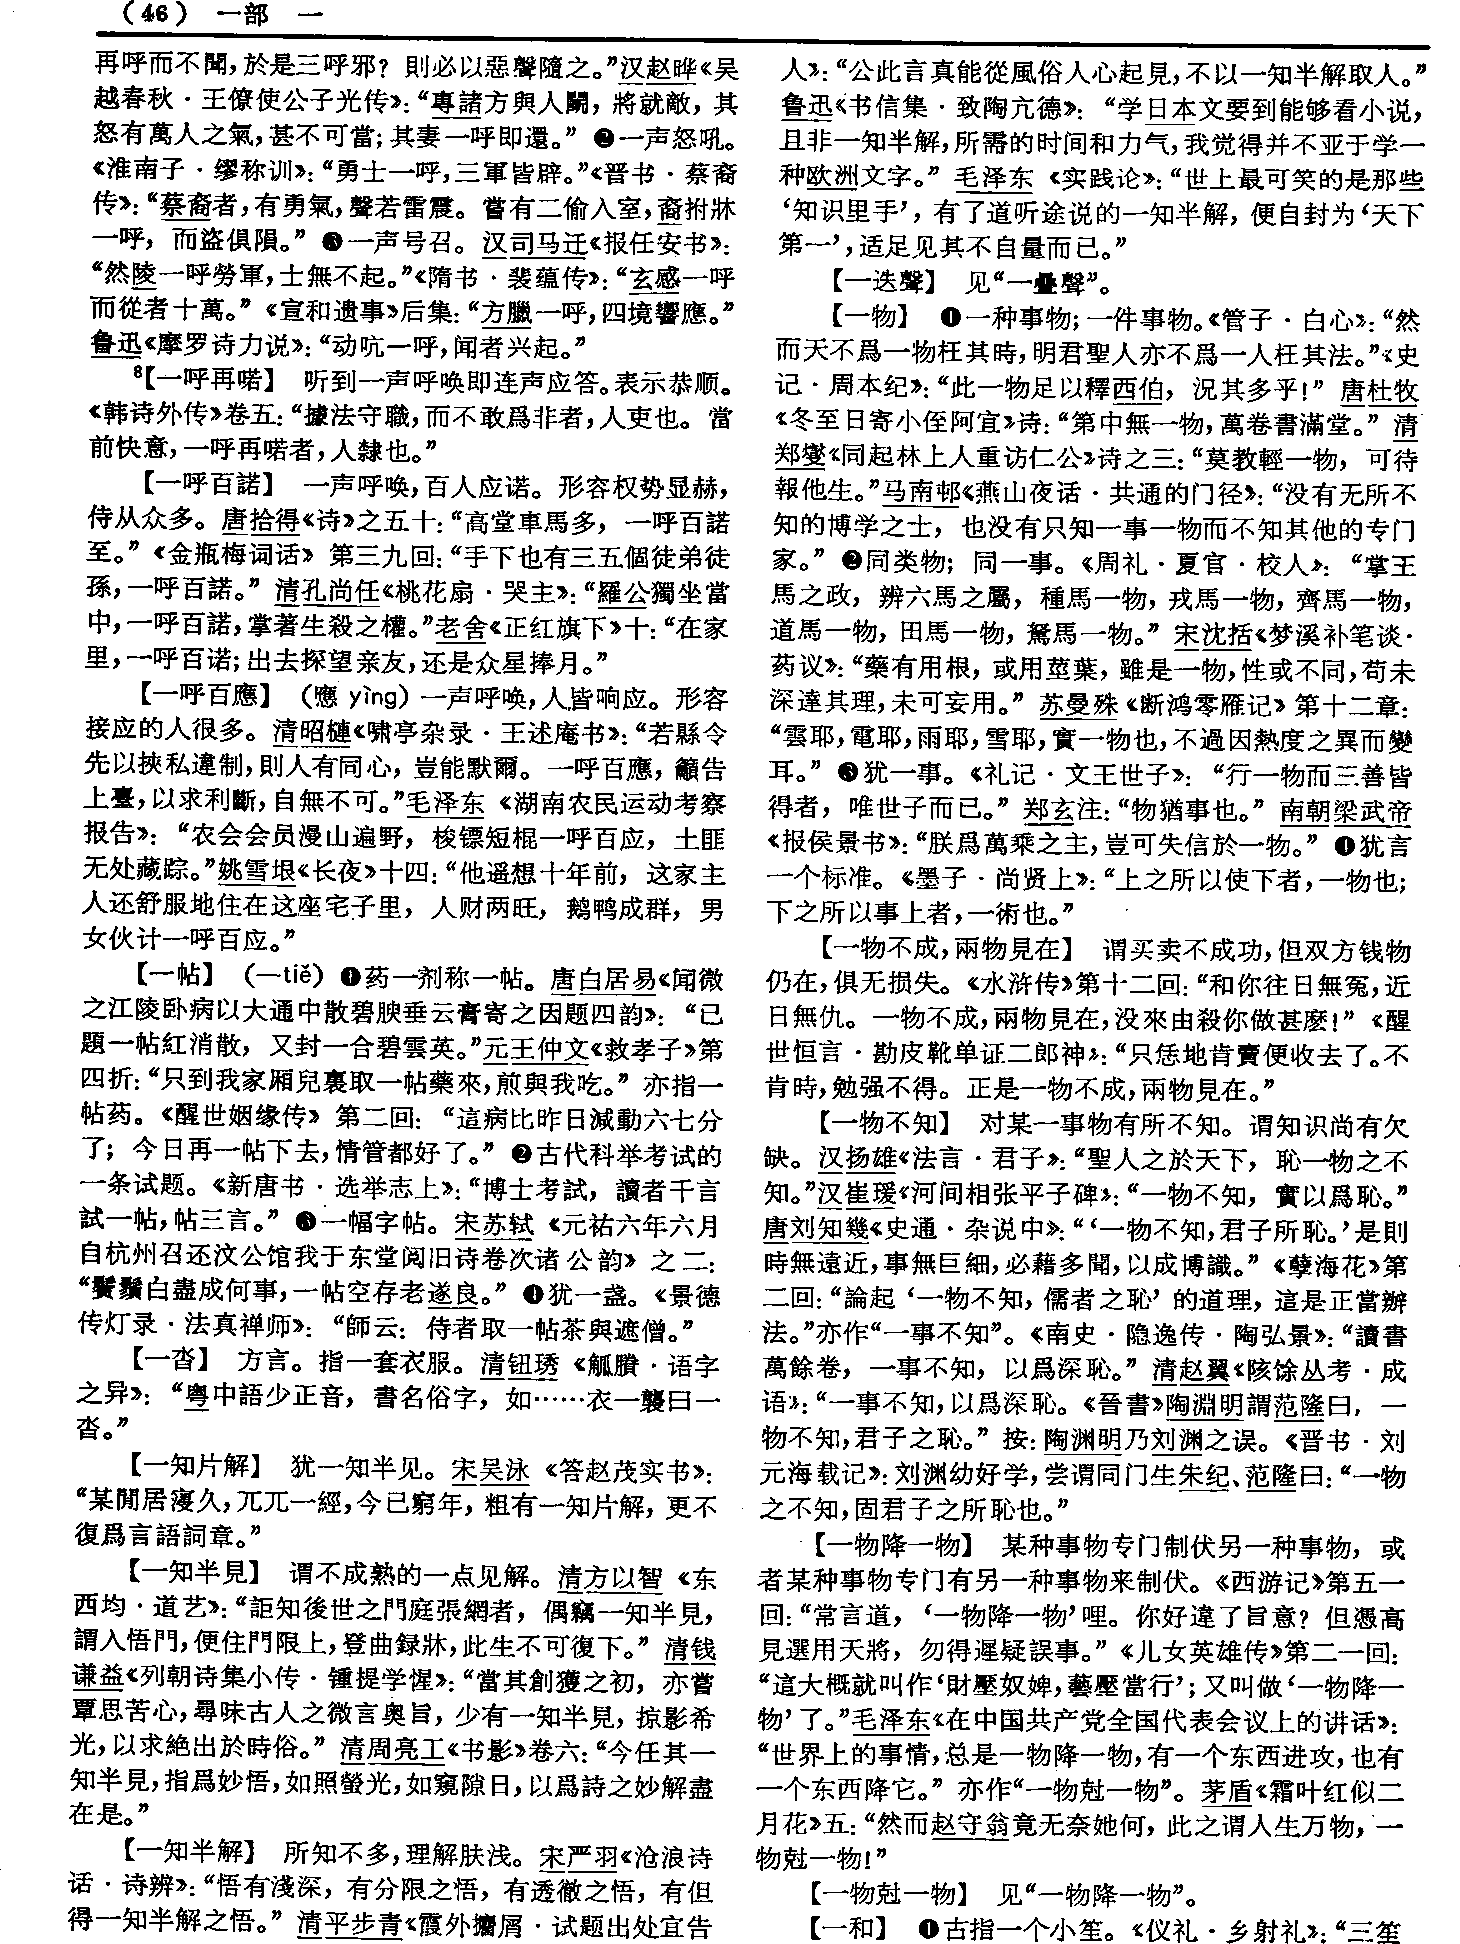 （46） 一部 一
再呼而不聞，於是三呼邪？則必以惡聲隨之。”汉赵晔《吴
越春秋·王僚使公子光传》：“專諸方與人鬭，將就敵，其
怒有萬人之氣，甚不可當；其妻一呼即還。”❷一声怒吼。
《淮南子·缪称训》：“勇士一呼，三軍皆辟。”《晋书·蔡裔
传》：“蔡裔者，有勇氣，聲若雷震。嘗有二偷入室，裔拊牀
一呼，而盜俱隕。”❸一声号召。汉司马迁《报任安书》：
“然陵一呼勞軍，士無不起。”《隋书·裴蕴传》：“玄感一呼
而從者十萬。”《宣和遗事》后集：“方臘一呼，四境響應。”
鲁迅《摩罗诗力说》：“动吭一呼，闻者兴起。”
8【一呼再喏】 听到一声呼唤即连声应答。表示恭顺。
《韩诗外传》卷五：“據法守職，而不敢爲非者，人吏也。當
前快意，一呼再喏者，人隸也。”
【一呼百諾】 一声呼唤，百人应诺。形容权势显赫，
侍从众多。唐拾得《诗》之五十：“高堂車馬多，一呼百諾
至。”《金瓶梅词话》第三九回：“手下也有三五個徒弟徒
孫，一呼百諾。”清孔尚任《桃花扇·哭主》：“羅公獨坐當
中，一呼百諾，掌著生殺之權。”老舍《正红旗下》十：“在家
里，一呼百诺；出去探望亲友，还是众星捧月。”
【一呼百應】（應 yìng）一声呼唤，人皆响应。形容
接应的人很多。清昭槤《啸亭杂录·王述庵书》：“若縣令
先以挾私違制，則人有同心，豈能默爾。一呼百應，籲告
上臺，以求利斷，自無不可。”毛泽东《湖南农民运动考察
报告》：“农会会员漫山遍野，梭镖短棍一呼百应，土匪
无处藏踪。”姚雪垠《长夜》十四：“他遥想十年前，这家主
人还舒服地住在这座宅子里，人财两旺，鹅鸭成群，男
女伙计一呼百应。”
【一帖】（一tiě）❶药一剂称一帖。唐白居易《闻微
之江陵卧病以大通中散碧腴垂云膏寄之因题四韵》：“已
題一帖紅消散，又封一合碧雲英。”元王仲文《救孝子》第
四折：“只到我家厢兒裏取一帖藥來，煎與我吃。”亦指一
帖药。《醒世姻缘传》第二回：“這病比昨日減動六七分
了；今日再一帖下去，情管都好了。”❷古代科举考试的
一条试题。《新唐书·选举志上》：“博士考試，讀者千言
試一帖，帖三言。”❸一幅字帖。宋苏轼《元祐六年六月
自杭州召还汶公馆我于东堂阅旧诗卷次诸公韵》之二：
“鬢鬚白盡成何事，一帖空存老遂良。”❹犹一盏。《景德
传灯录·法真禅师》：“師云：侍者取一帖茶與遮僧。”
【一沓】 方言。指一套衣服。清钮琇《觚賸·语字
之异》：“粤中語少正音，書名俗字，如……衣一襲曰一
沓。”
【一知片解】 犹一知半见。宋吴泳《答赵茂实书》：
“某閒居寖久，兀兀一經，今已窮年，粗有一知片解，更不
復爲言語詞章。”
【一知半見】 谓不成熟的一点见解。清方以智《东
西均·道艺》：“詎知後世之門庭張網者，偶竊一知半見，
謂入悟門，便住門限上，登曲録牀，此生不可復下。”清钱
谦益《列朝诗集小传·锺提学惺》：“當其創獲之初，亦嘗
覃思苦心，尋味古人之微言奥旨，少有一知半見，掠影希
光，以求絶出於時俗。”清周亮工《书影》卷六：“今任其一
知半見，指爲妙悟，如照螢光，如窺隙日，以爲詩之妙解盡
在是。”
【一知半解】 所知不多，理解肤浅。宋严羽《沧浪诗
话·诗辨》：“悟有淺深，有分限之悟，有透徹之悟，有但
得一知半解之悟。”清平步青《霞外攟屑·试题出处宜告
人》：“公此言真能從風俗人心起見，不以一知半解取人。”
鲁迅《书信集·致陶亢德》：“学日本文要到能够看小说，
且非一知半解，所需的时间和力气，我觉得并不亚于学一
种欧洲文字。”毛泽东《实践论》：“世上最可笑的是那些
‘知识里手’，有了道听途说的一知半解，便自封为‘天下
第一’，适足见其不自量而已。”
【一迭聲】 见“一疊聲”。
【一物】 ❶一种事物；一件事物。《管子·白心》：“然
而天不爲一物枉其時，明君聖人亦不爲一人枉其法。”《史
记·周本纪》：“此一物足以釋西伯，況其多乎！”唐杜牧
《冬至日寄小侄阿宜》诗：“第中無一物，萬卷書滿堂。”清
郑燮《同起林上人重访仁公》诗之三：“莫教輕一物，可待
報他生。”马南邨《燕山夜话·共通的门径》：“没有无所不
知的博学之士，也没有只知一事一物而不知其他的专门
家。”❷同类物；同一事。《周礼·夏官·校人》：“掌王
馬之政，辨六馬之屬，種馬一物，戎馬一物，齊馬一物，
道馬一物，田馬一物，駑馬一物。”宋沈括《梦溪补笔谈·
药议》：“藥有用根，或用莖葉，雖是一物，性或不同，苟未
深達其理，未可妄用。”苏曼殊《断鸿零雁记》第十二章：
“雲耶，電耶，雨耶，雪耶，實一物也，不過因熱度之異而變
耳。”❸犹一事。《礼记·文王世子》：“行一物而三善皆
得者，唯世子而已。”郑玄注：“物猶事也。”南朝梁武帝
《报侯景书》：“朕爲萬乘之主，豈可失信於一物。”❹犹言
一个标准。《墨子·尚贤上》：“上之所以使下者，一物也；
下之所以事上者，一術也。”
【一物不成，兩物見在】 谓买卖不成功，但双方钱物
仍在，俱无损失。《水浒传》第十二回：“和你往日無冤，近
日無仇。一物不成，兩物見在，没來由殺你做甚麽！”《醒
世恒言·勘皮靴单证二郎神》：“只恁地肯賣便收去了。不
肯時，勉强不得。正是一物不成，兩物見在。”
【一物不知】 对某一事物有所不知。谓知识尚有欠
缺。汉扬雄《法言·君子》：“聖人之於天下，恥一物之不
知。”汉崔瑗《河间相张平子碑》：“一物不知，實以爲恥。”
唐刘知幾《史通·杂说中》：“‘一物不知，君子所恥。’是則
時無遠近，事無巨細，必藉多聞，以成博識。”《孽海花》第
二回：“論起‘一物不知，儒者之恥’的道理，這是正當辦
法。”亦作“一事不知”。《南史·隐逸传·陶弘景》：“讀書
萬餘卷，一事不知，以爲深恥。”清赵翼《陔馀丛考·成
语》：“一事不知，以爲深恥。《晉書》陶淵明謂范隆曰，一
物不知，君子之恥。”按：陶渊明乃刘渊之误。《晋书·刘
元海载记》：刘渊幼好学，尝谓同门生朱纪、范隆曰：“一物
之不知，固君子之所恥也。”
【一物降一物】 某种事物专门制伏另一种事物，或
者某种事物专门有另一种事物来制伏。《西游记》第五一
回：“常言道，‘一物降一物’哩。你好違了旨意？但憑高
見選用天將，勿得遲疑誤事。”《儿女英雄传》第二一回：
“這大概就叫作‘財壓奴婢，藝壓當行’；又叫做‘一物降一
物’了。”毛泽东《在中国共产党全国代表会议上的讲话》：
“世界上的事情，总是一物降一物，有一个东西进攻，也有
一个东西降它。”亦作“一物尅一物”。茅盾《霜叶红似二
月花》五：“然而赵守翁竟无奈她何，此之谓人生万物，一
物尅一物！”
【一物尅一物】 见“一物降一物”。
【一和】 ❶古指一个小笙。《仪礼·乡射礼》：“三笙